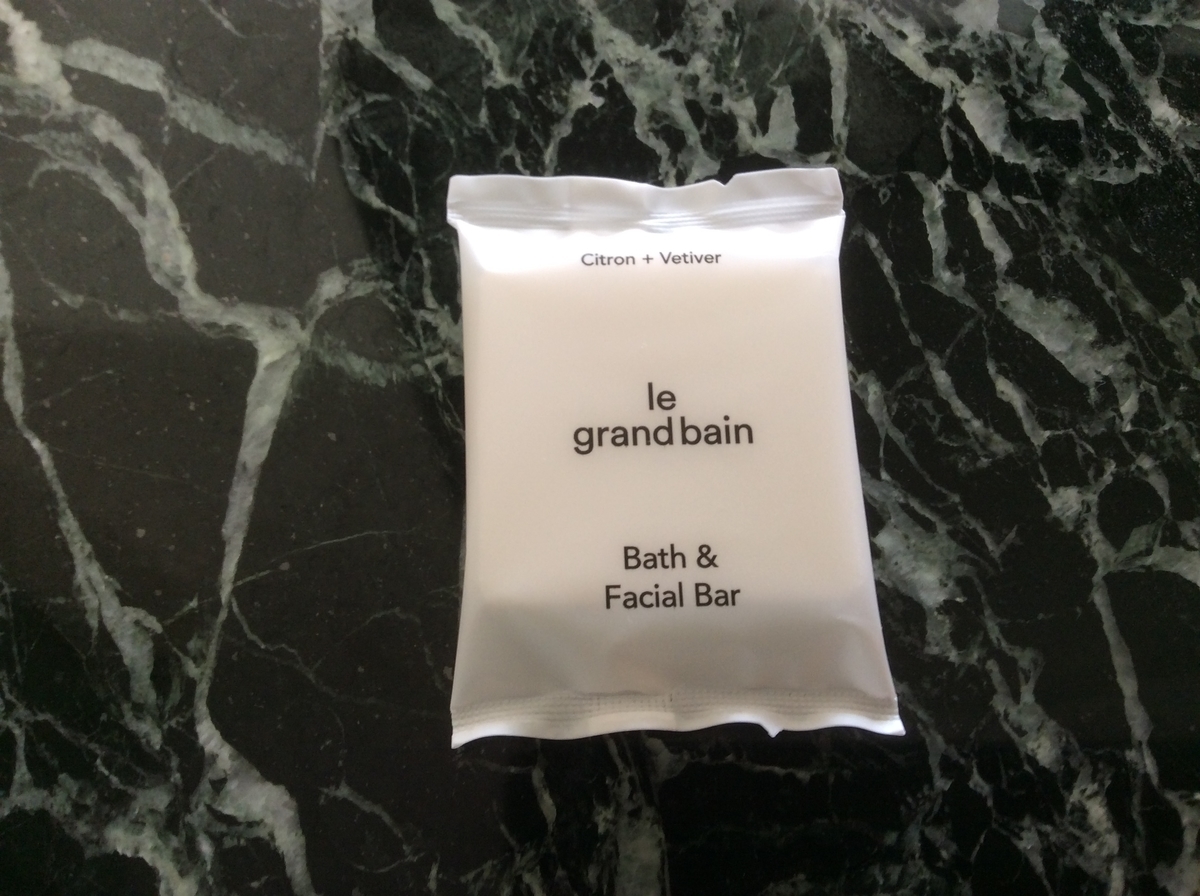 Citron + Vetiver
le
grand bain
Bath &
Facial Bar